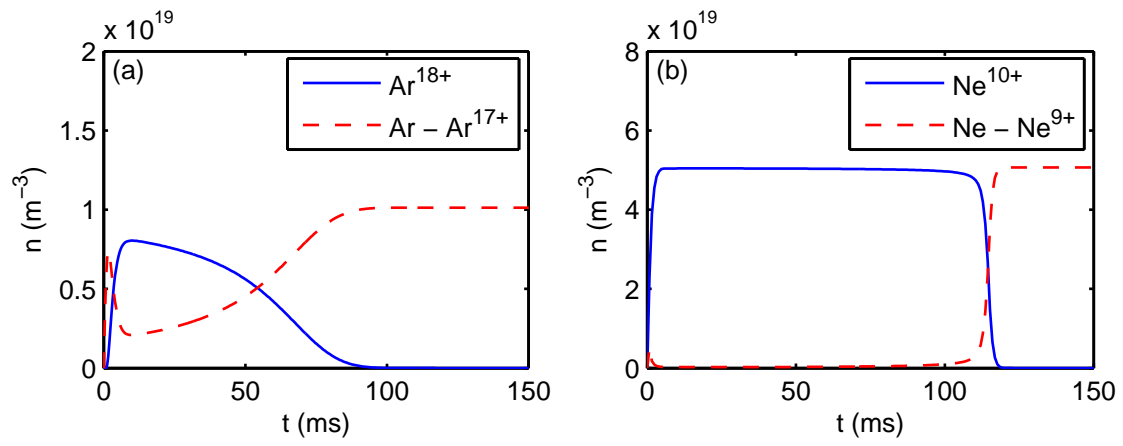 x 10^19
2
(a)
Ar^18+
Ar − Ar^17+
1.5
1
0.5
0
n (m^−3)
0 50 100 150
t (ms)
x 10^19
8
(b)
Ne^10+
Ne − Ne^9+
6
4
2
0
n (m^−3)
0 50 100 150
t (ms)